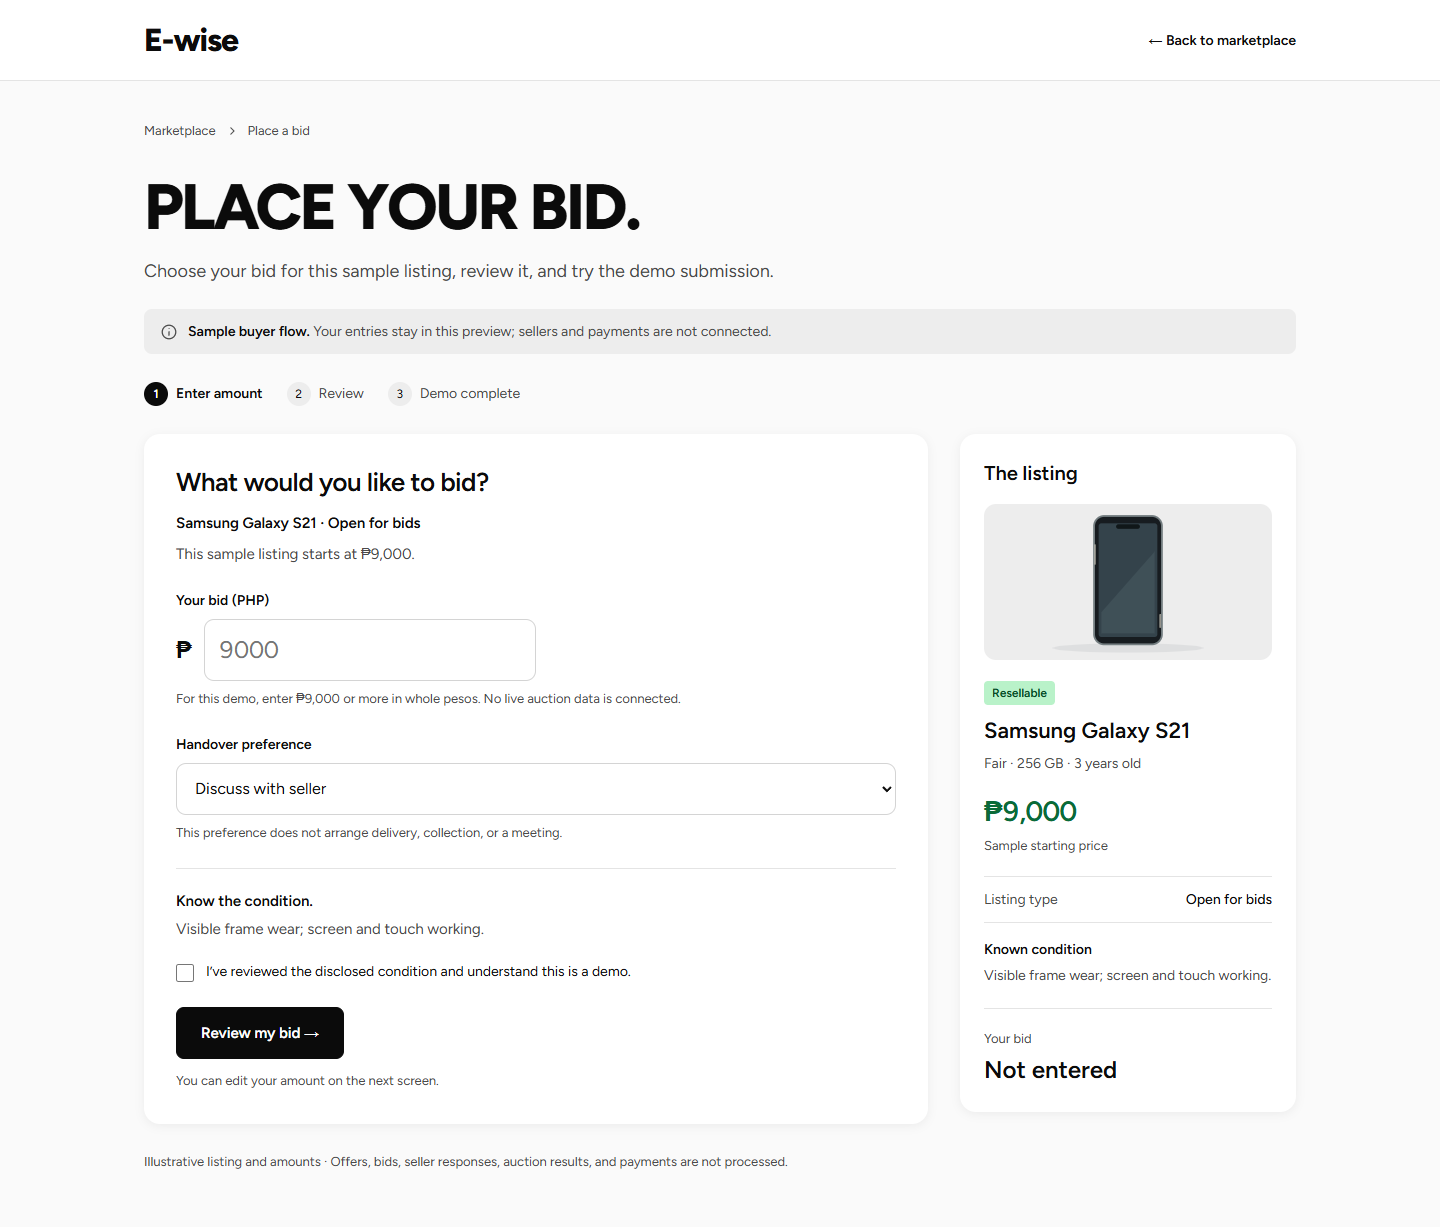 E-wise
← Back to marketplace
Marketplace > Place a bid
PLACE YOUR BID.
Choose your bid for this sample listing, review it, and try the demo submission.
Sample buyer flow. Your entries stay in this preview; sellers and payments are not connected.
1 Enter amount 2 Review 3 Demo complete
What would you like to bid?
Samsung Galaxy S21 · Open for bids
This sample listing starts at ₱9,000.
Your bid (PHP)
₱ 9000
For this demo, enter ₱9,000 or more in whole pesos. No live auction data is connected.
Handover preference
Discuss with seller
This preference does not arrange delivery, collection, or a meeting.
Know the condition.
Visible frame wear; screen and touch working.
I've reviewed the disclosed condition and understand this is a demo.
Review my bid →
You can edit your amount on the next screen.
The listing
Resellable
Samsung Galaxy S21
Fair · 256 GB · 3 years old
₱9,000
Sample starting price
Listing type Open for bids
Known condition
Visible frame wear; screen and touch working.
Your bid
Not entered
Illustrative listing and amounts · Offers, bids, seller responses, auction results, and payments are not processed.